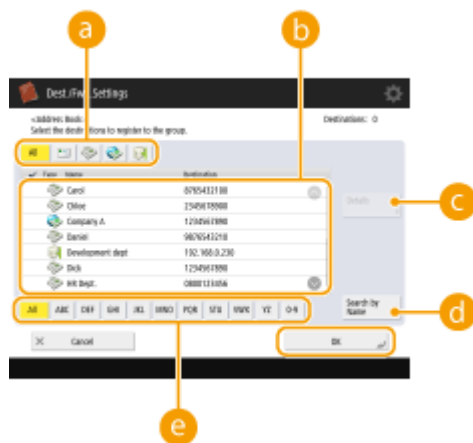 a
b
Dest./Fwd. Settings
<Address Book>
Destinations: 0
Select the destinations to register to the group.
All
Type Name Destination
Carol 8765432100
Chloe 2345678900
Company A 1234567890
Daniel 9876543210
Development dept 192.168.0.230
Dick 1234567890
HR Dept. 0800123456
Details
c
All ABC DEF GHI JKL MNO PQR STU VWX YZ 0-9
Search by
Name
d
Cancel
OK
e